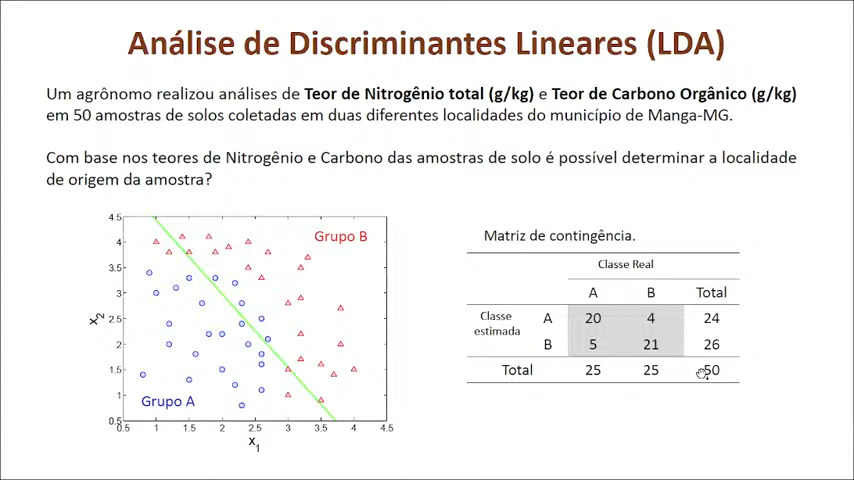 Análise de Discriminantes Lineares (LDA)
Um agrônomo realizou análises de Teor de Nitrogênio total (g/kg) e Teor de Carbono Orgânico (g/kg)
em 50 amostras de solos coletadas em duas diferentes localidades do município de Manga-MG.
Com base nos teores de Nitrogênio e Carbono das amostras de solo é possível determinar a localidade
de origem da amostra?
4.5
4
3.5
3
2.5
2
1.5
1
0.5
x2
Grupo B
Grupo A
0.5 1 1.5 2 2.5 3 3.5 4 4.5
x1
Matriz de contingência.
Classe Real
A B Total
Classe
estimada
A 20 4 24
B 5 21 26
Total 25 25 50